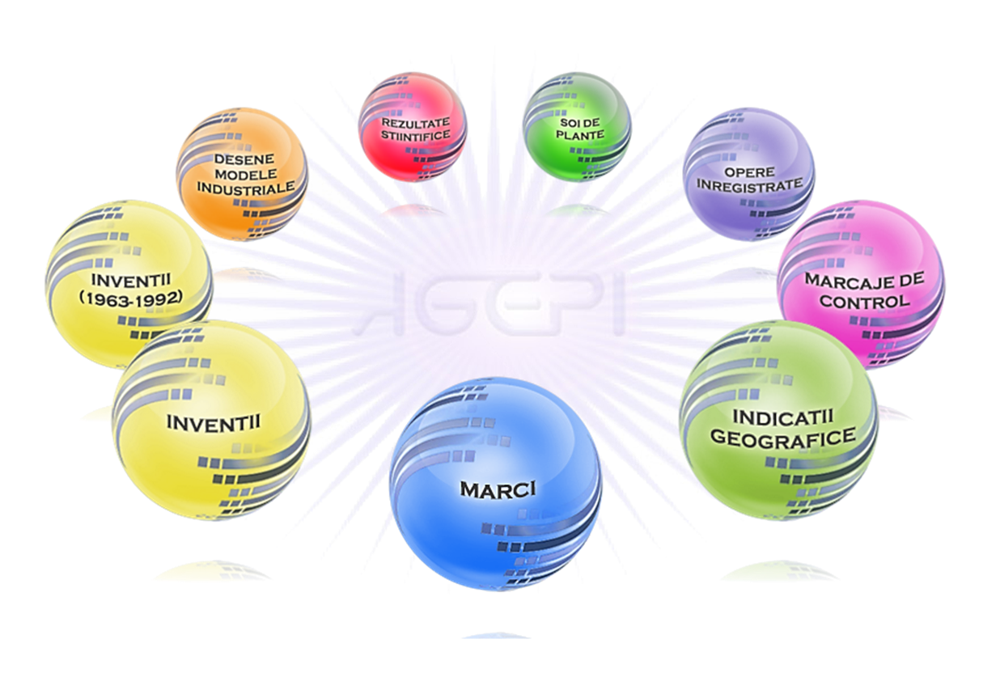 REZULTATE
STIINTIFICE
SOI DE
PLANTE
DESENE
MODELE
INDUSTRIALE
OPERE
INREGISTRATE
INVENTII
(1963-1992)
MARCAJE DE
CONTROL
AGEPI
INVENTII
INDICATII
GEOGRAFICE
MARCI